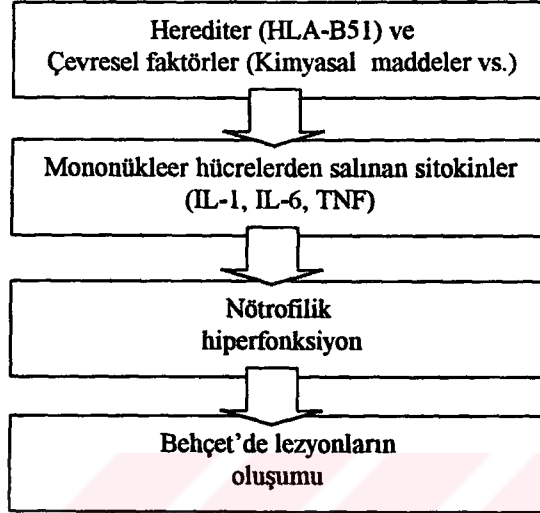 Herediter (HLA-B51) ve
Çevresel faktörler (Kimyasal maddeler vs.)
Mononükleer hücrelerden salınan sitokinler
(IL-1, IL-6, TNF)
Nötrofilik
hiperfonksiyon
Behçet'de lezyonların
oluşumu